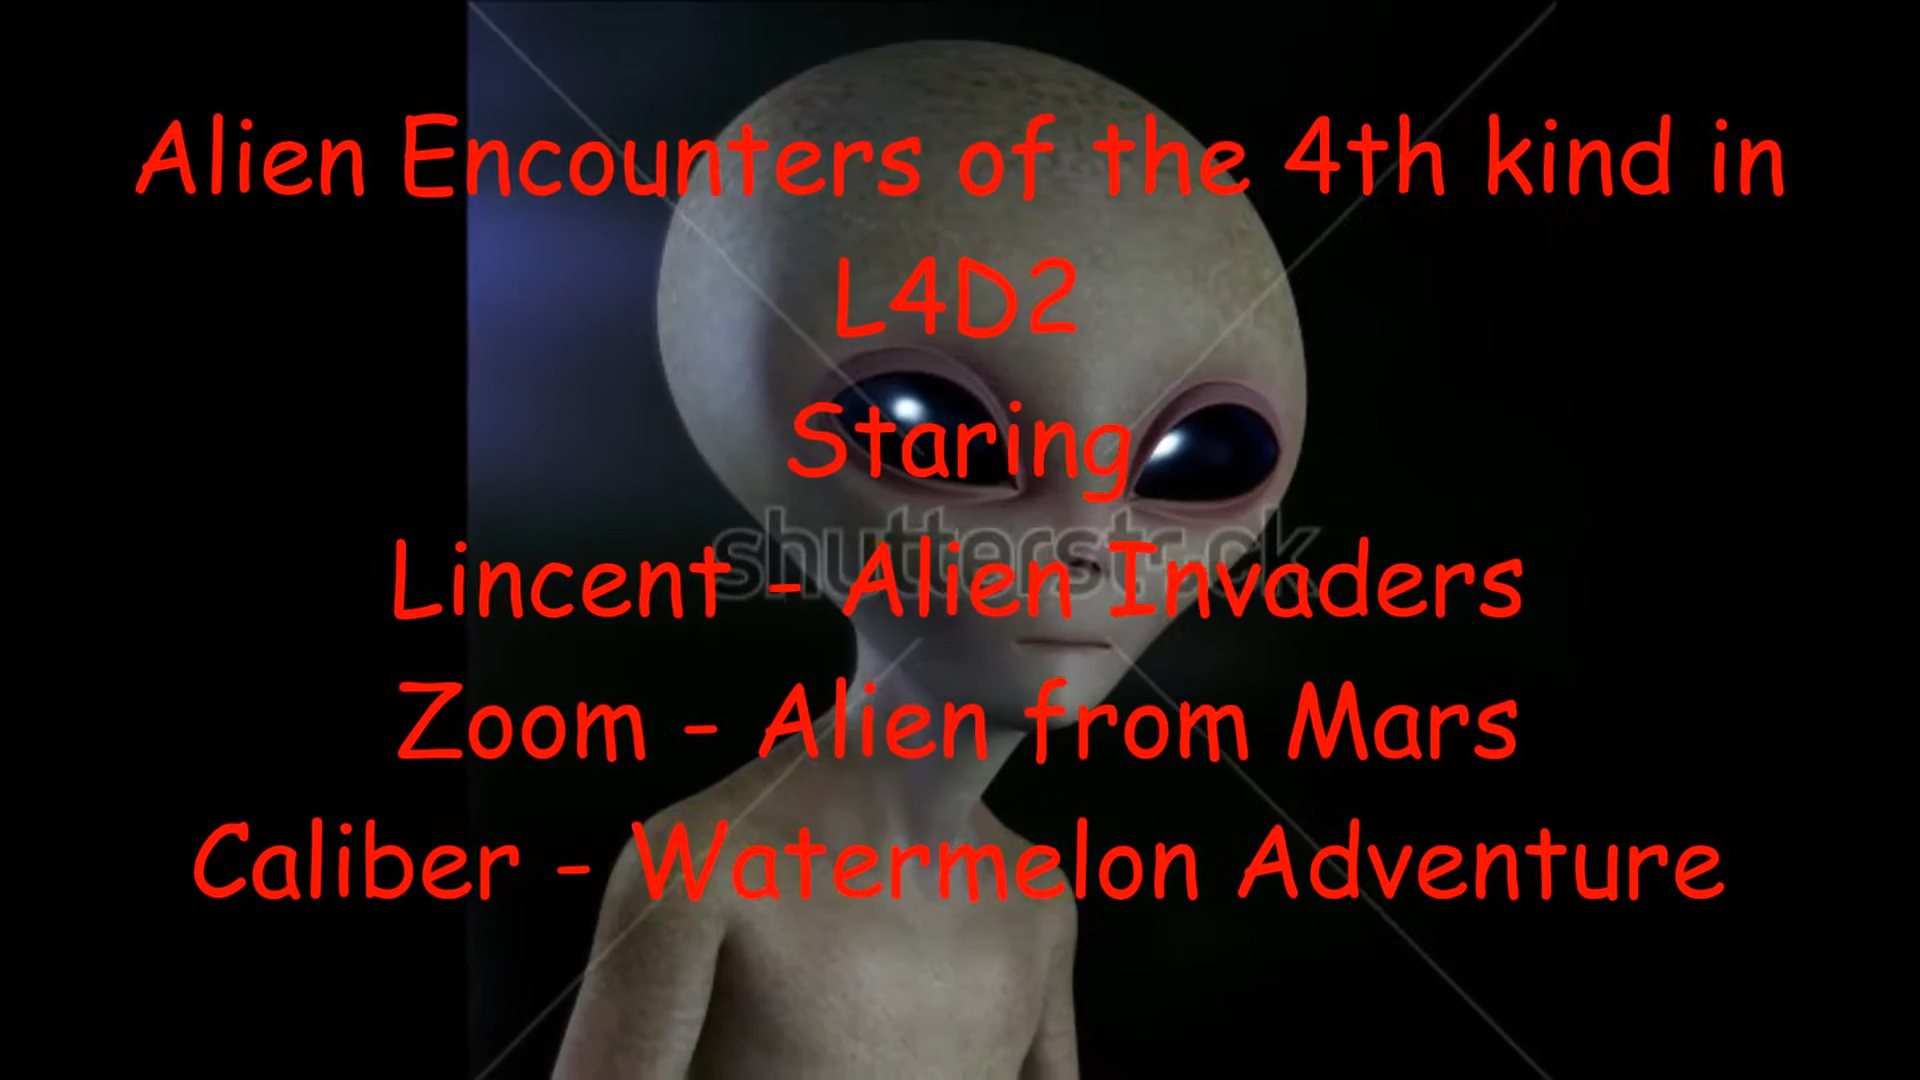 Alien Encounters of the 4th kind in
L4D2
Staring
shutterstock
Lincent - Alien Invaders
Zoom - Alien from Mars
Caliber - Watermelon Adventure